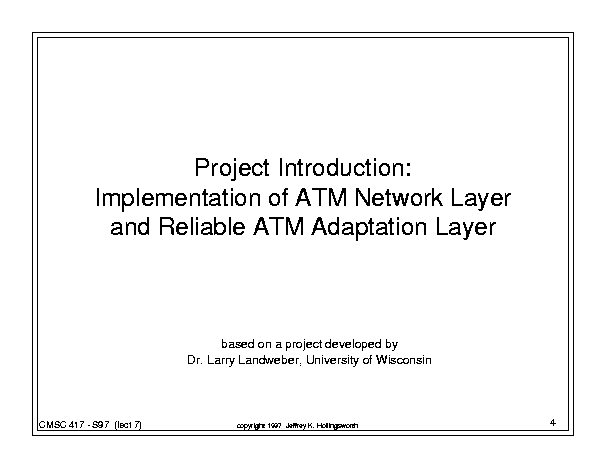 Project Introduction:
Implementation of ATM Network Layer
and Reliable ATM Adaptation Layer
based on a project developed by
Dr. Larry Landweber, University of Wisconsin
CMSC 417 - S97 (lect 7)
copyright 1997 Jeffrey K. Hollingsworth
4